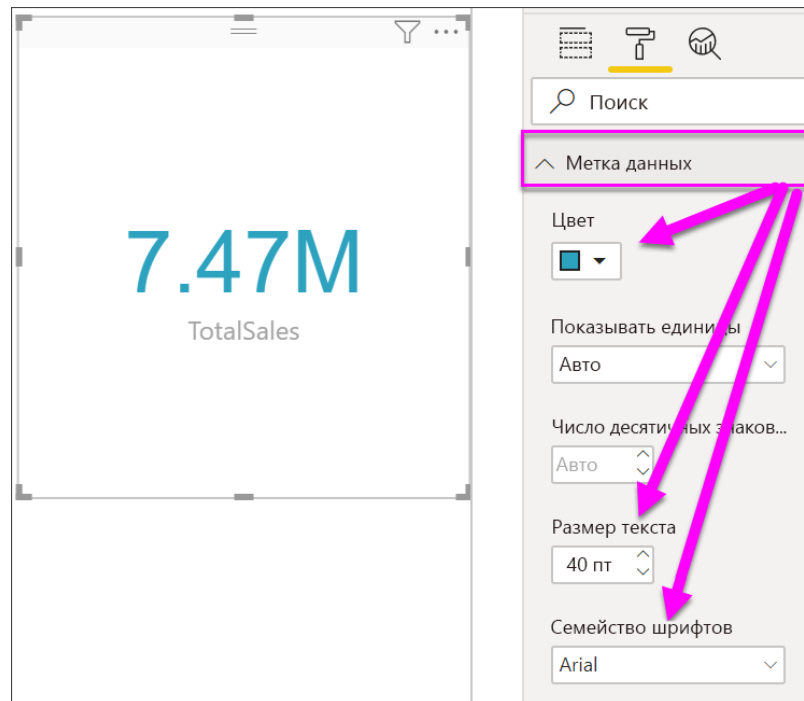 7.47M
TotalSales
Поиск
Метка данных
Цвет
Показывать единицы
Авто
Число десятичных знаков...
Авто
Размер текста
40 пт
Семейство шрифтов
Arial